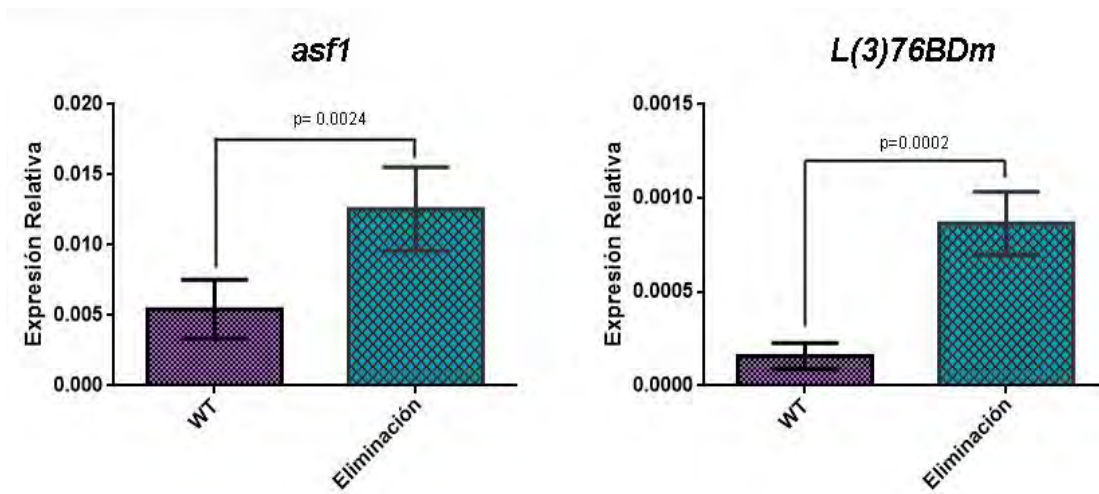 asf1
Expresión Relativa
0.020
0.015
0.010
0.005
0.000
p= 0.0024
WT
Eliminación
L(3)76BDm
Expresión Relativa
0.0015
0.0010
0.0005
0.0000
p=0.0002
WT
Eliminación